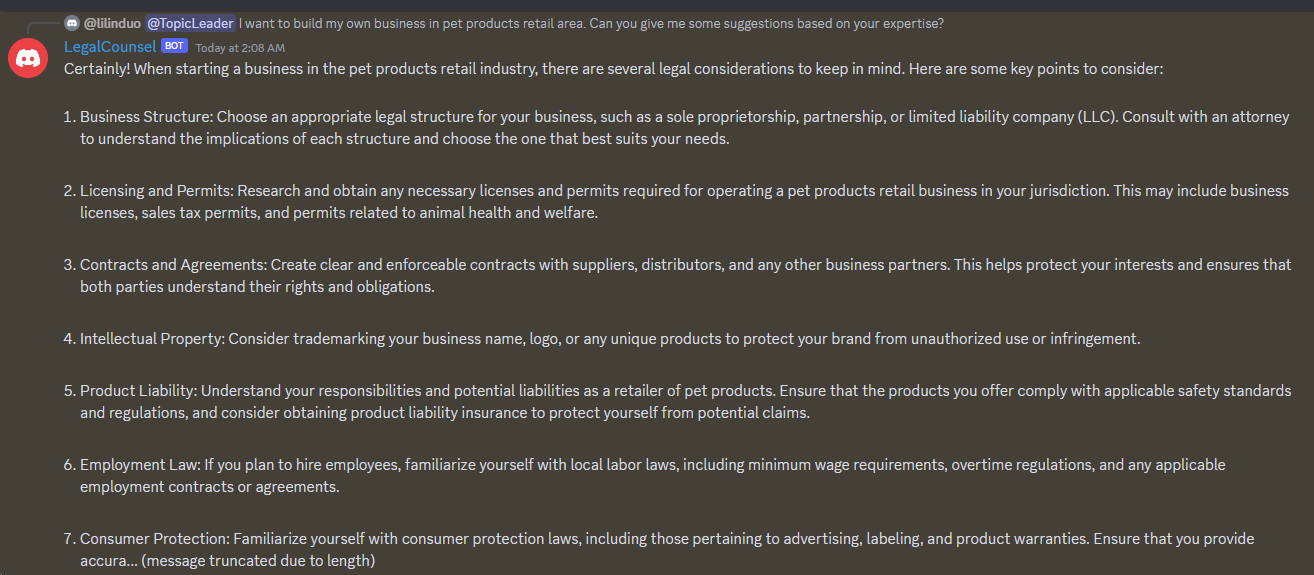 @lilinduo @TopicLeader I want to build my own business in pet products retail area. Can you give me some suggestions based on your expertise?
LegalCounsel BOT Today at 2:08 AM
Certainly! When starting a business in the pet products retail industry, there are several legal considerations to keep in mind. Here are some key points to consider:
1. Business Structure: Choose an appropriate legal structure for your business, such as a sole proprietorship, partnership, or limited liability company (LLC). Consult with an attorney
to understand the implications of each structure and choose the one that best suits your needs.
2. Licensing and Permits: Research and obtain any necessary licenses and permits required for operating a pet products retail business in your jurisdiction. This may include business
licenses, sales tax permits, and permits related to animal health and welfare.
3. Contracts and Agreements: Create clear and enforceable contracts with suppliers, distributors, and any other business partners. This helps protect your interests and ensures that
both parties understand their rights and obligations.
4. Intellectual Property: Consider trademarking your business name, logo, or any unique products to protect your brand from unauthorized use or infringement.
5. Product Liability: Understand your responsibilities and potential liabilities as a retailer of pet products. Ensure that the products you offer comply with applicable safety standards
and regulations, and consider obtaining product liability insurance to protect yourself from potential claims.
6. Employment Law: If you plan to hire employees, familiarize yourself with local labor laws, including minimum wage requirements, overtime regulations, and any applicable
employment contracts or agreements.
7. Consumer Protection: Familiarize yourself with consumer protection laws, including those pertaining to advertising, labeling, and product warranties. Ensure that you provide
accura... (message truncated due to length)